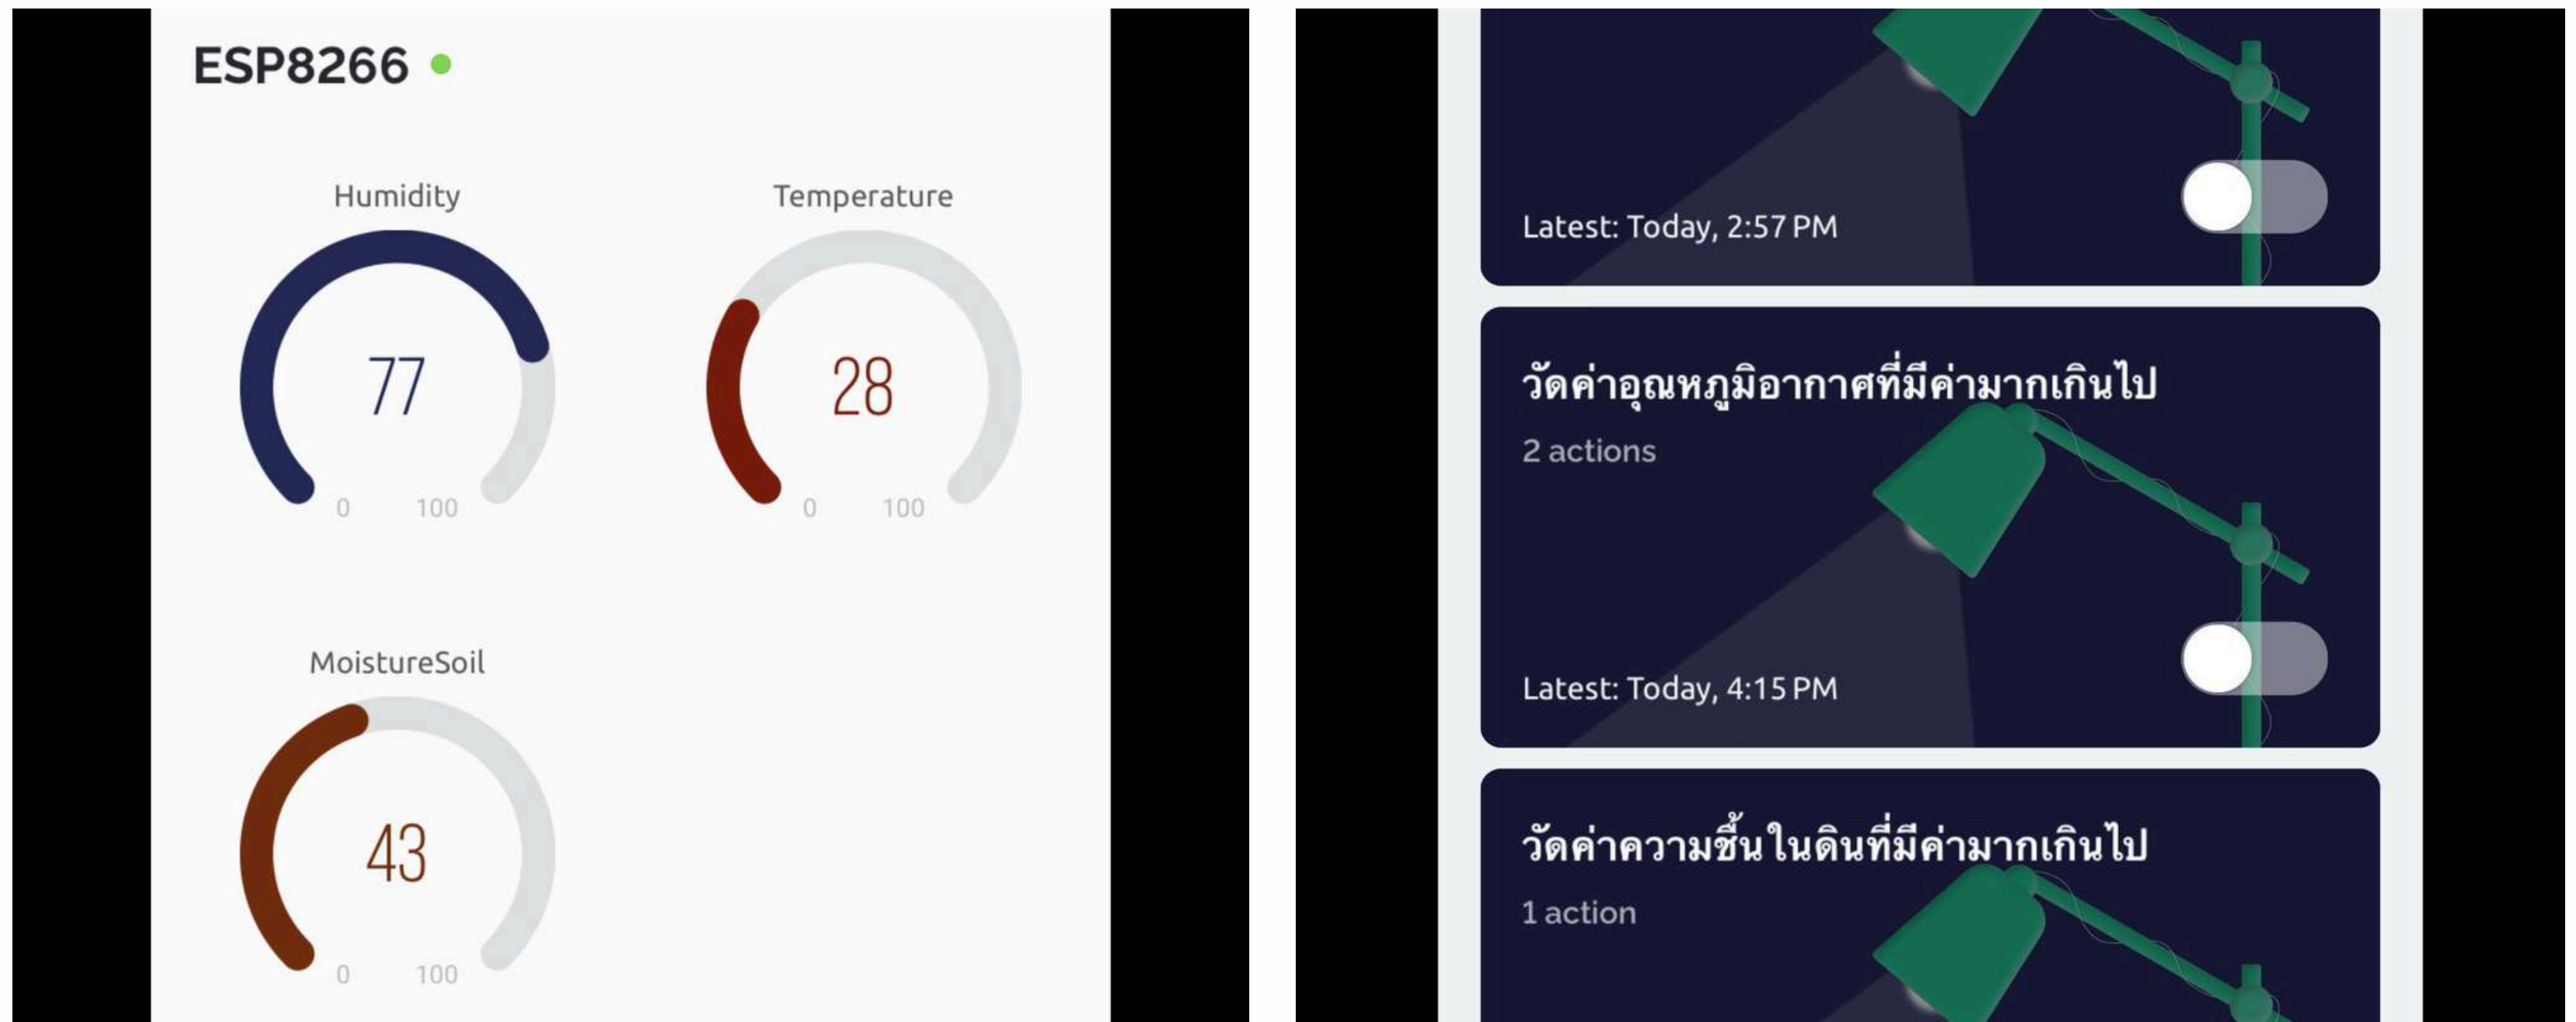 ESP8266
Humidity
Temperature
77
28
0 100
0 100
MoistureSoil
43
0 100
Latest: Today, 2:57 PM
วัดค่าอุณหภูมิอากาศที่มีค่ามากเกินไป
2 actions
Latest: Today, 4:15 PM
วัดค่าความชื้นในดินที่มีค่ามากเกินไป
1 action